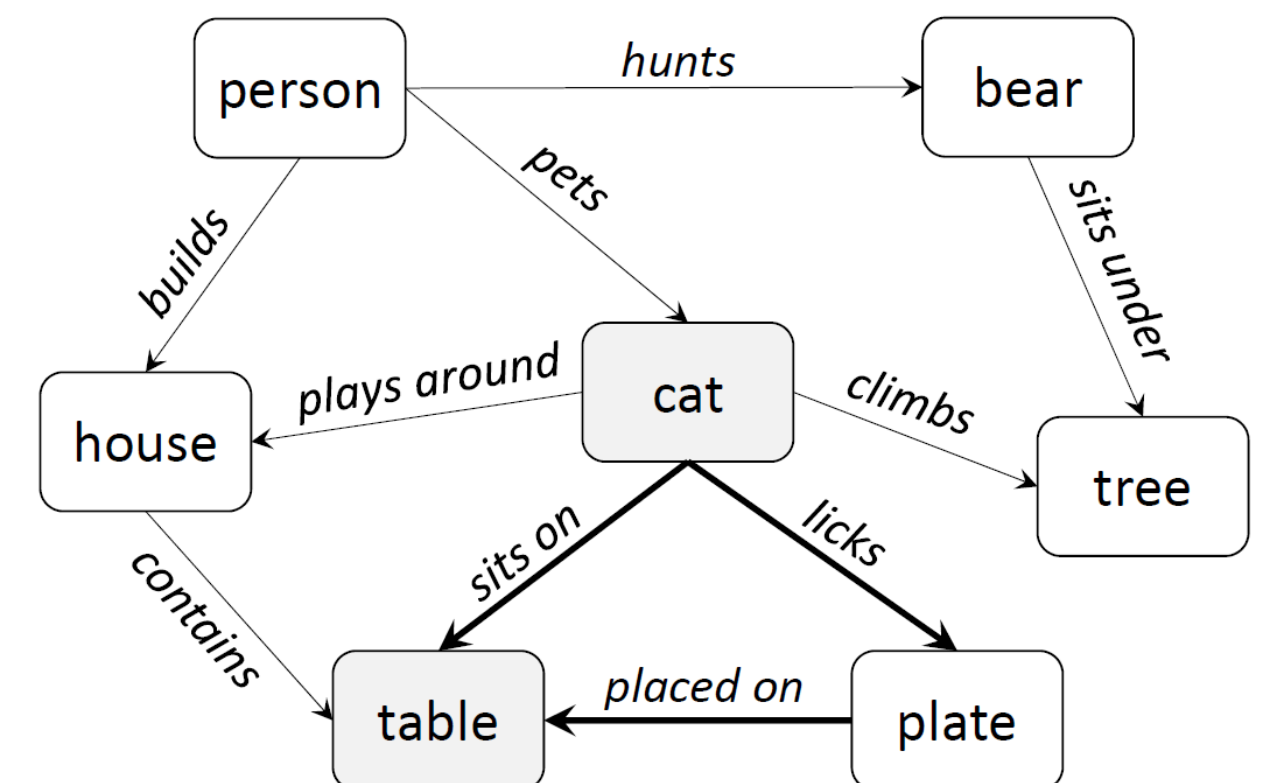 hunts
person
bear
pets
sits under
builds
plays around
cat
climbs
house
tree
sits on
licks
contains
placed on
table
plate